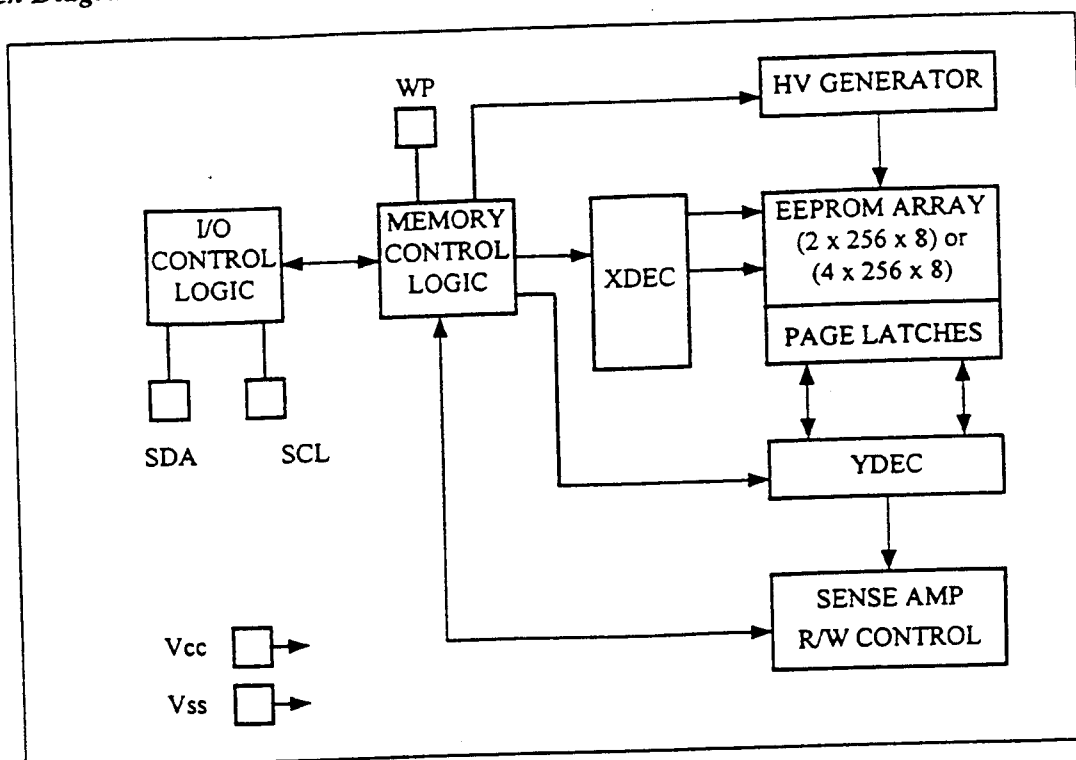 WP
HV GENERATOR
I/O
CONTROL
LOGIC
MEMORY
CONTROL
LOGIC
XDEC
EEPROM ARRAY
(2 x 256 x 8) or
(4 x 256 x 8)
PAGE LATCHES
SDA
SCL
YDEC
SENSE AMP
R/W CONTROL
Vcc
Vss